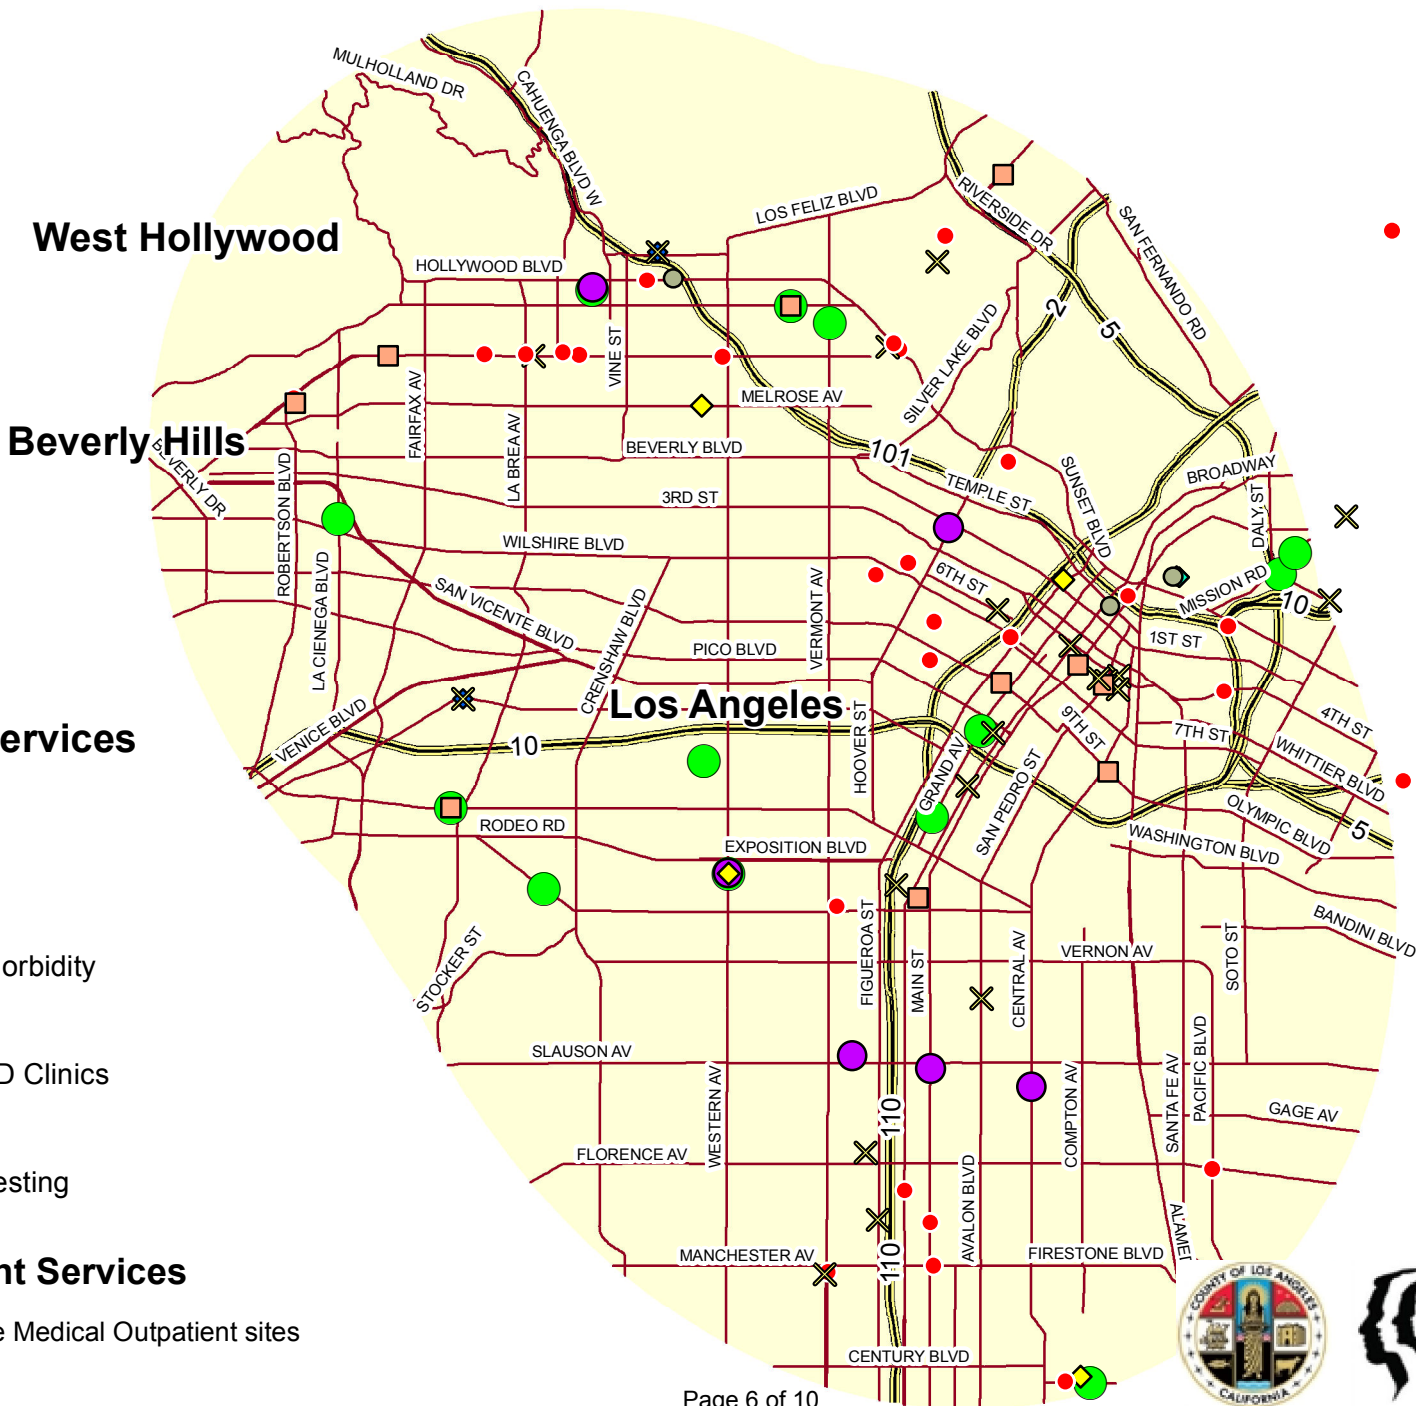 MULHOLLAND DR
CAHUENGA BLVD W
LOS FELIZ BLVD
RIVERSIDE DR
SAN FERNANDO RD
West Hollywood
HOLLYWOOD BLVD
2
5
VINE ST
SILVER LAKE BLVD
FAIRFAX AV
MELROSE AV
LA BREA AV
Beverly Hills
BEVERLY BLVD
101
BEVERLY DR
ROBERTSON BLVD
3RD ST
TEMPLE ST
SUNSET BLVD
BROADWAY
DALY ST
WILSHIRE BLVD
LA CIENEGA BLVD
SAN VICENTE BLVD
CRENSHAW BLVD
VERMONT AV
6TH ST
MISSION RD
10
1ST ST
PICO BLVD
Los Angeles
VENICE BLVD
10
HOOVER ST
GRAND AV
9TH ST
7TH ST
4TH ST
WHITTIER BLVD
ervices
SAN PEDRO ST
OLYMPIC BLVD
5
RODEO RD
EXPOSITION BLVD
WASHINGTON BLVD
BANDINI BLVD
STOCKER ST
FIGUEROA ST
MAIN ST
CENTRAL AV
VERNON AV
SOTO ST
orbidity
SLAUSON AV
D Clinics
WESTERN AV
110
COMPTON AV
SANTA FE AV
PACIFIC BLVD
GAGE AV
FLORENCE AV
esting
AVALON BLVD
ALAMEI
MANCHESTER AV
110
FIRESTONE BLVD
nt Services
e Medical Outpatient sites
CENTURY BLVD
COUNTY OF LOS ANGELES
CALIFORNIA
Page 6 of 10